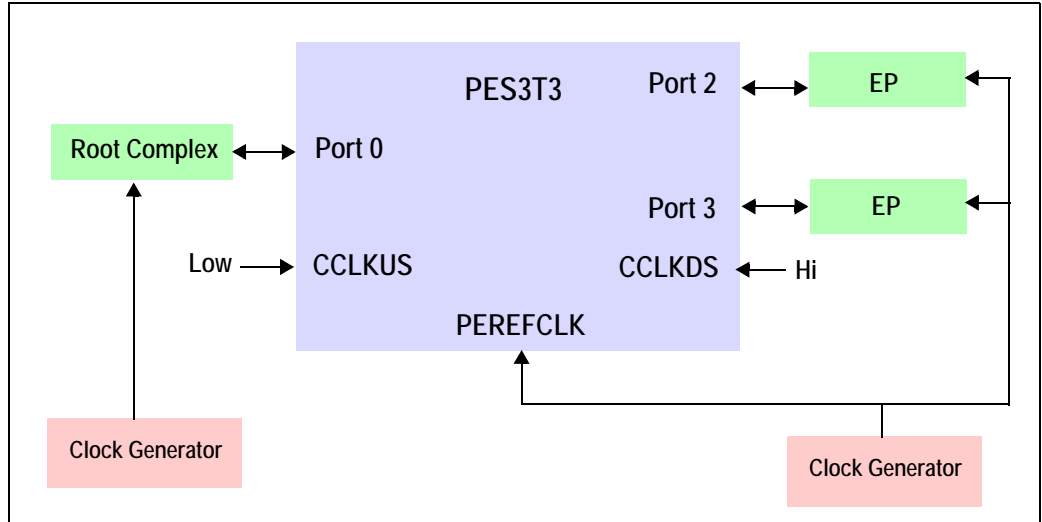 PES3T3
Port 2
EP
Root Complex
Port 0
Port 3
EP
Low
CCLKUS
CCLKDS
Hi
PEREFCLK
Clock Generator
Clock Generator